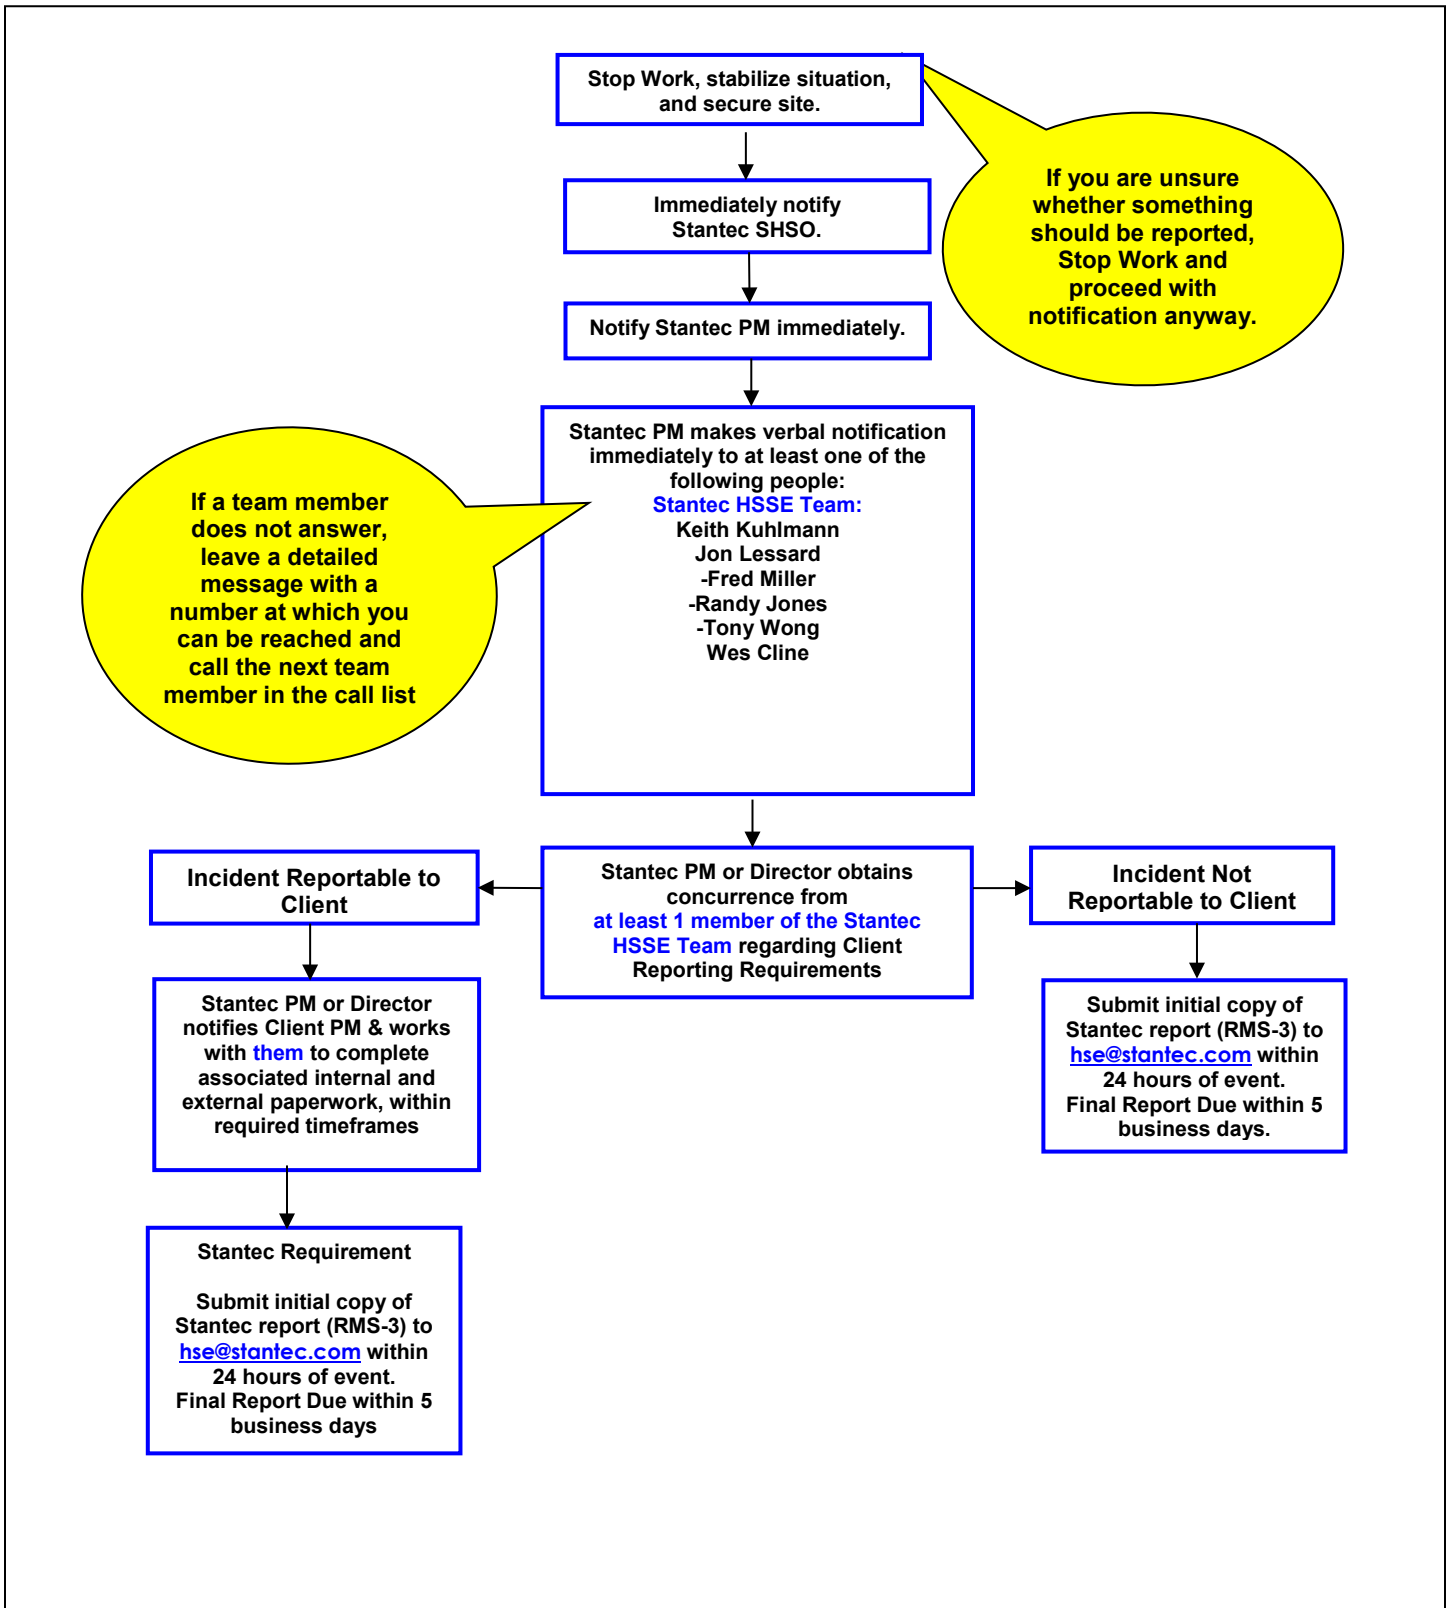 Stop Work, stabilize situation,
and secure site.
If you are unsure
whether something
should be reported,
Stop Work and
proceed with
notification anyway.
Immediately notify
Stantec SHSO.
Notify Stantec PM immediately.
Stantec PM makes verbal notification
immediately to at least one of the
following people:
Stantec HSSE Team:
Keith Kuhlmann
Jon Lessard
-Fred Miller
-Randy Jones
-Tony Wong
Wes Cline
If a team member
does not answer,
leave a detailed
message with a
number at which you
can be reached and
call the next team
member in the call list
Stantec PM or Director obtains
concurrence from
at least 1 member of the Stantec
HSSE Team regarding Client
Reporting Requirements
Incident Reportable to
Client
Stantec PM or Director
notifies Client PM & works
with them to complete
associated internal and
external paperwork, within
required timeframes
Stantec Requirement
Submit initial copy of
Stantec report (RMS-3) to
hse@stantec.com within
24 hours of event.
Final Report Due within 5
business days
Incident Not
Reportable to Client
Submit initial copy of
Stantec report (RMS-3) to
hse@stantec.com within
24 hours of event.
Final Report Due within 5
business days.